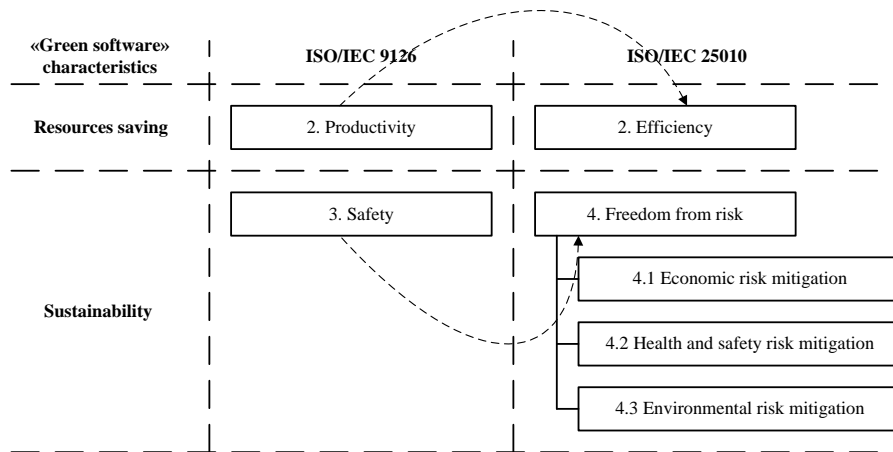 «Green software»
characteristics
ISO/IEC 9126
ISO/IEC 25010
Resources saving
2. Productivity
2. Efficiency
3. Safety
4. Freedom from risk
4.1 Economic risk mitigation
Sustainability
4.2 Health and safety risk mitigation
4.3 Environmental risk mitigation